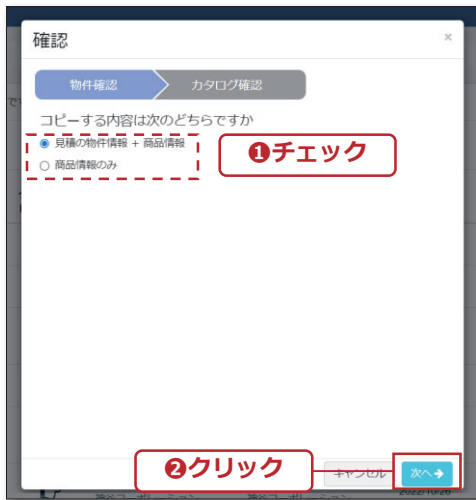 確認
×
物件確認
カタログ確認
コピーする内容は次のどちらですか
見積の物件情報 + 商品情報
商品情報のみ
❶チェック
❷クリック
キャンセル
次へ
2022/10/26